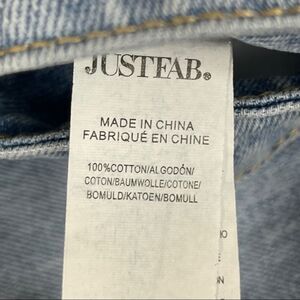 JUSTFAB®
MADE IN CHINA
FABRIQUÉ EN CHINE
100%COTTON/ALGODÓN/
COTON/BAUMWOLLE/COTONE/
BOMULD/KATOEN/BOMULL